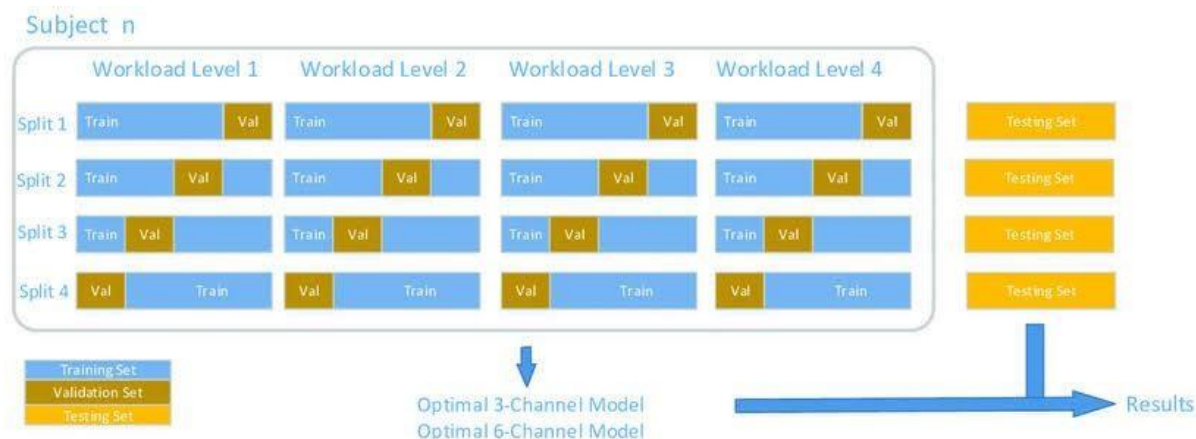 Subject n
Workload Level 1 Workload Level 2 Workload Level 3 Workload Level 4
Split 1 Train Val Train Val Train Val Train Val Testing Set
Split 2 Train Val Train Val Train Val Train Val Testing Set
Split 3 Train Val Train Val Train Val Train Val Testing Set
Split 4 Val Train Val Train Val Train Val Train Testing Set
Training Set
Validation Set
Testing Set
Optimal 3-Channel Model
Optimal 6-Channel Model
Results